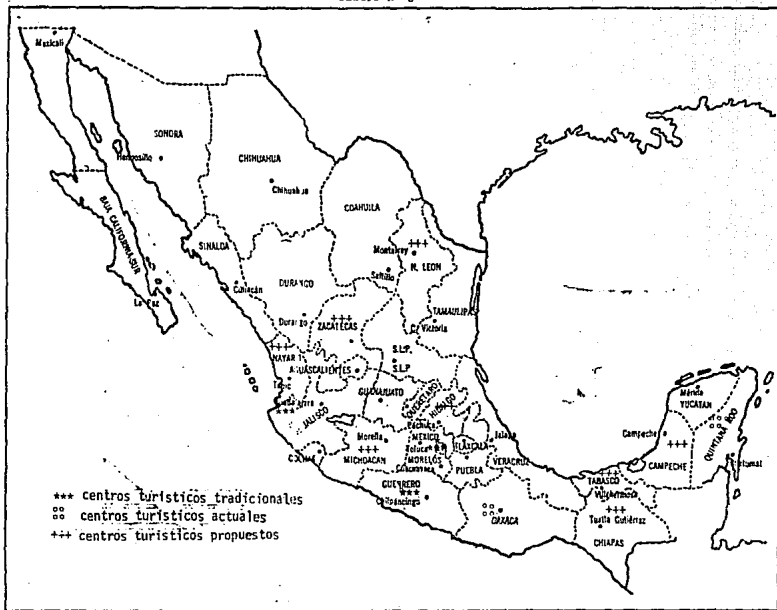 Mexicali
SONORA
Hermosillo
CHIHUAHUA
Chihuahua
COAHUILA
BAJA CALIFORNIA SUR
La Paz
SINALOA
Culiacán
DURANGO
Durango
Monterrey
N. LEON
Saltillo
TAMAULIPAS
Cd Victoria
ZACATECAS
S.L.P.
S.L.P
NAYARIT
Tepic
AGUASCALIENTES
GUANAJUATO
QUERETARO
HIDALGO
Pachuca
JALISCO
COLIMA
Morelia
MICHOACAN
MEXICO
Toluca
MORELOS
Cuernavaca
TLAXCALA
PUEBLA
Jalapa
VERACRUZ
GUERRERO
Chilpancingo
OAXACA
Mérida
YUCATAN
QUINTANA ROO
Campeche
CAMPECHE
TABASCO
Villahermosa
Tuxtla Gutiérrez
CHIAPAS
*** centros turísticos tradicionales
centros turísticos actuales
+++ centros turísticos propuestos